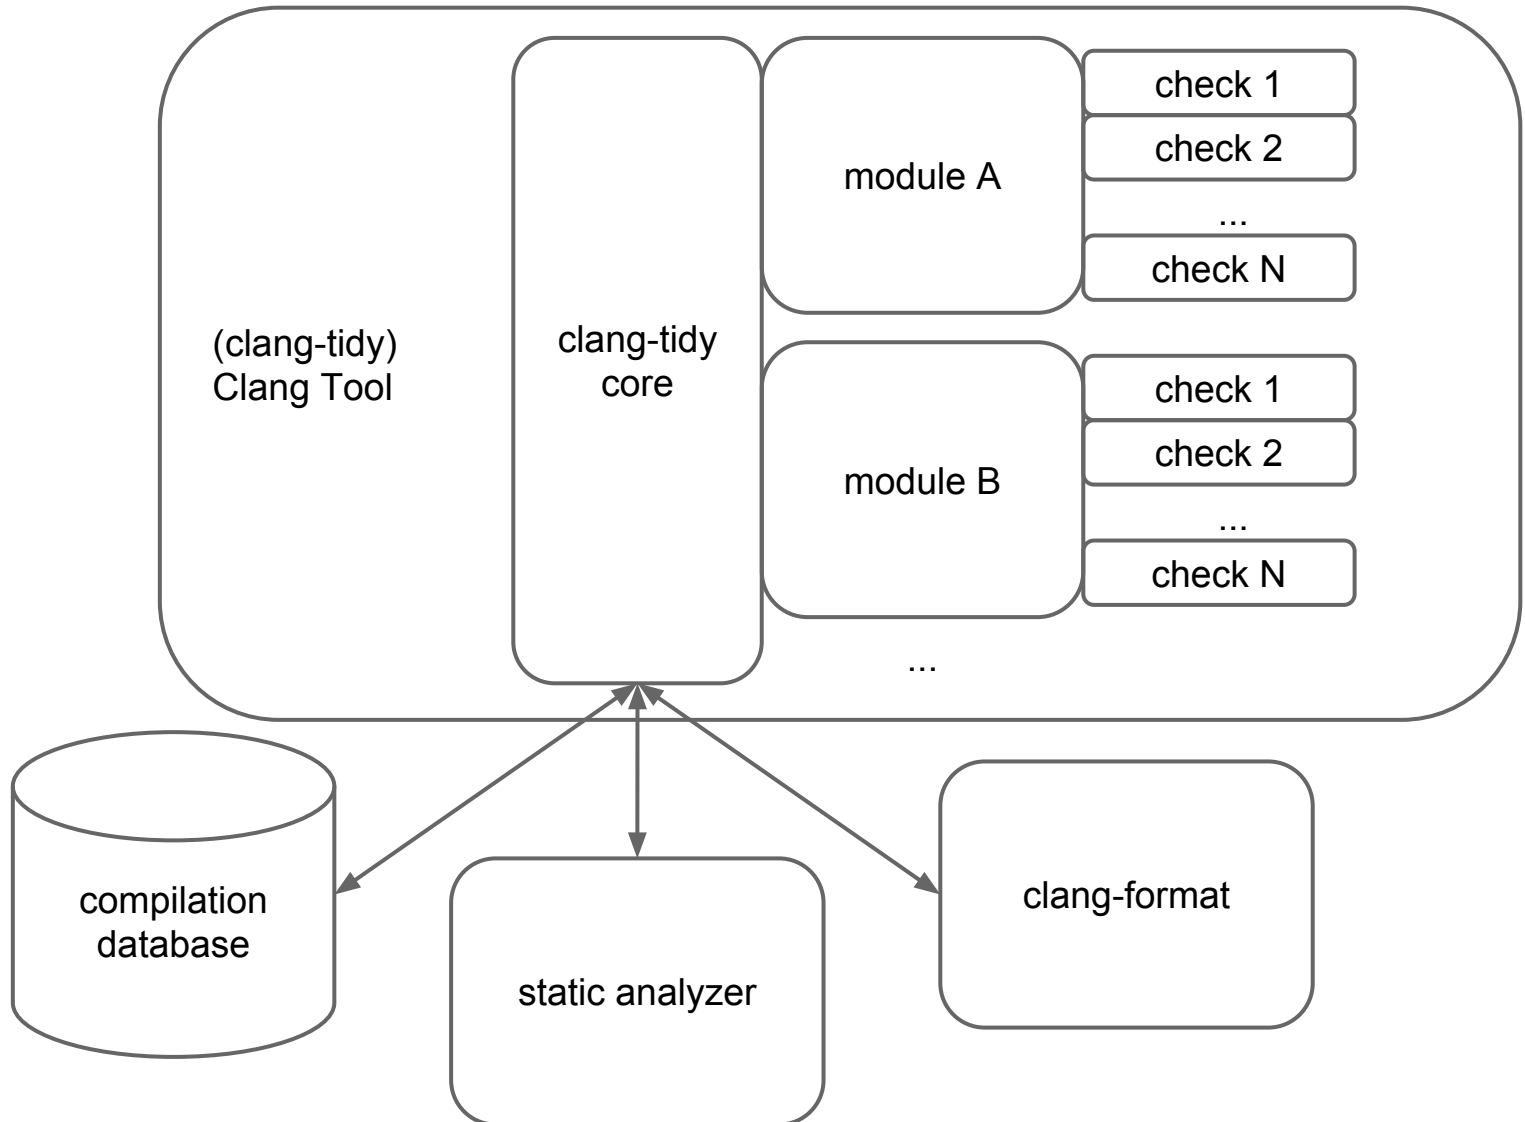 (clang-tidy)
Clang Tool
clang-tidy
core
module A
check 1
check 2
...
check N
module B
check 1
check 2
...
check N
...
compilation
database
static analyzer
clang-format